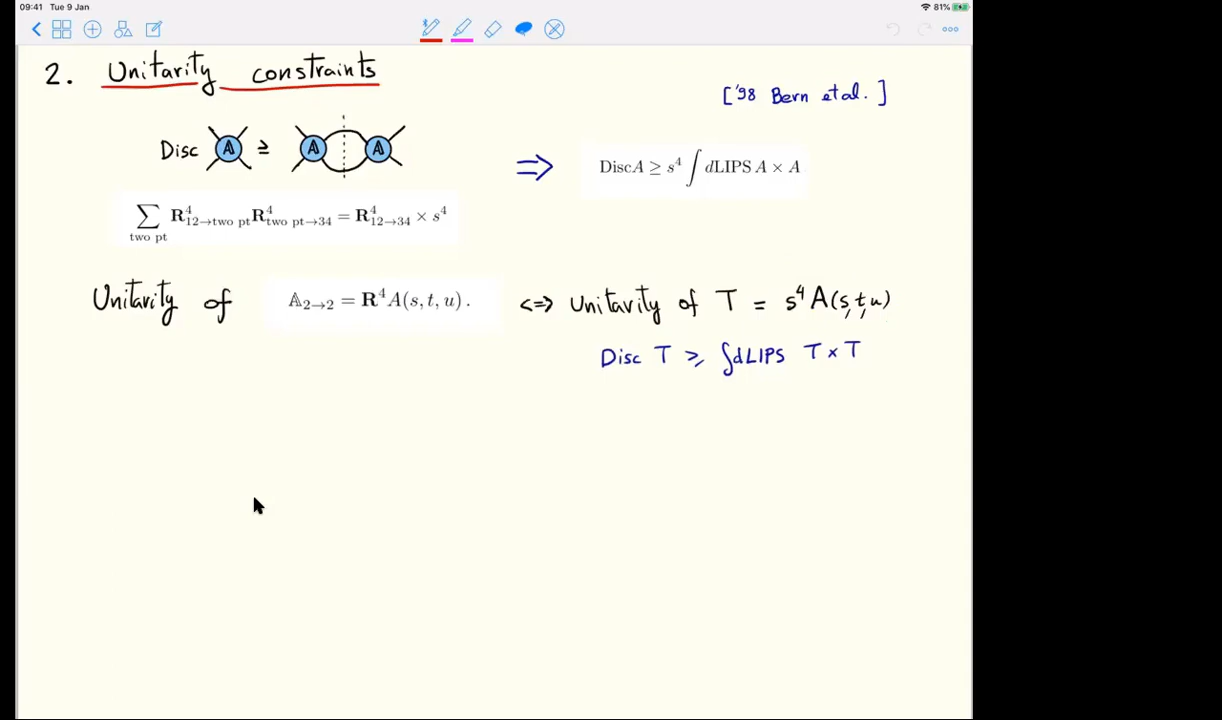 09:41 Tue 9 Jan
81%
2. Unitarity constraints
['98 Bern et al.]
Disc A ≥ A A ⇒ DiscA ≥ s⁴ ∫ dLIPS A × A
∑ two pt R⁴₁₂→two pt R⁴two pt→34 = R⁴₁₂→34 × s⁴
Unitarity of 𝔸₂→₂ = R⁴A(s, t, u). <=> Unitarity of T = s⁴ A(s,t,u)
Disc T ≥ ∫dLIPS T × T